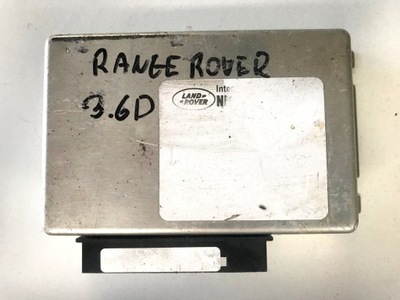 RANGE ROVER
3.6D
LAND-
-ROVER
Inte